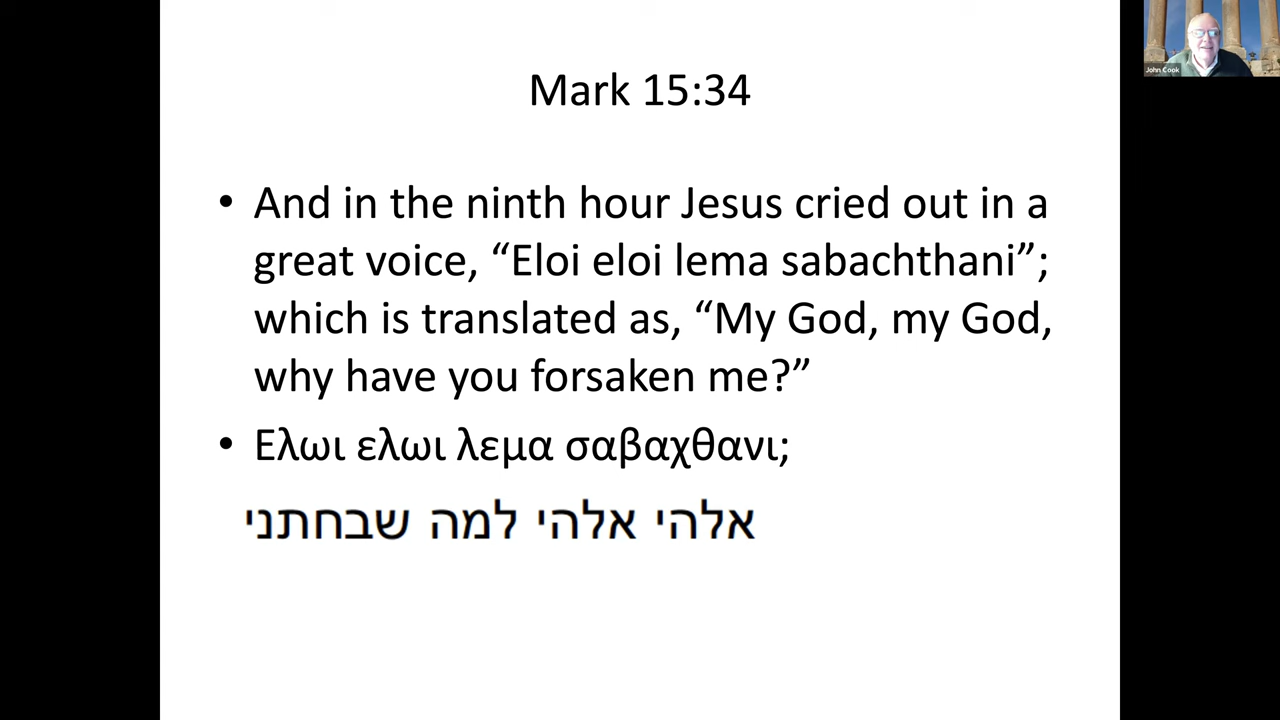 Mark 15:34
• And in the ninth hour Jesus cried out in a
great voice, “Eloi eloi lema sabachthani”;
which is translated as, “My God, my God,
why have you forsaken me?”
• Ελωι ελωι λεμα σαβαχθανι;
אלהי אלהי למה שבחתני
John Cook